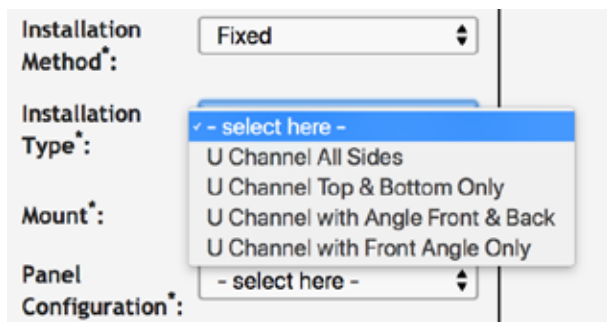 Installation
Method*:
Fixed
Installation
Type*:
✓- select here -
U Channel All Sides
U Channel Top & Bottom Only
U Channel with Angle Front & Back
U Channel with Front Angle Only
Mount*:
Panel
Configuration*:
- select here -